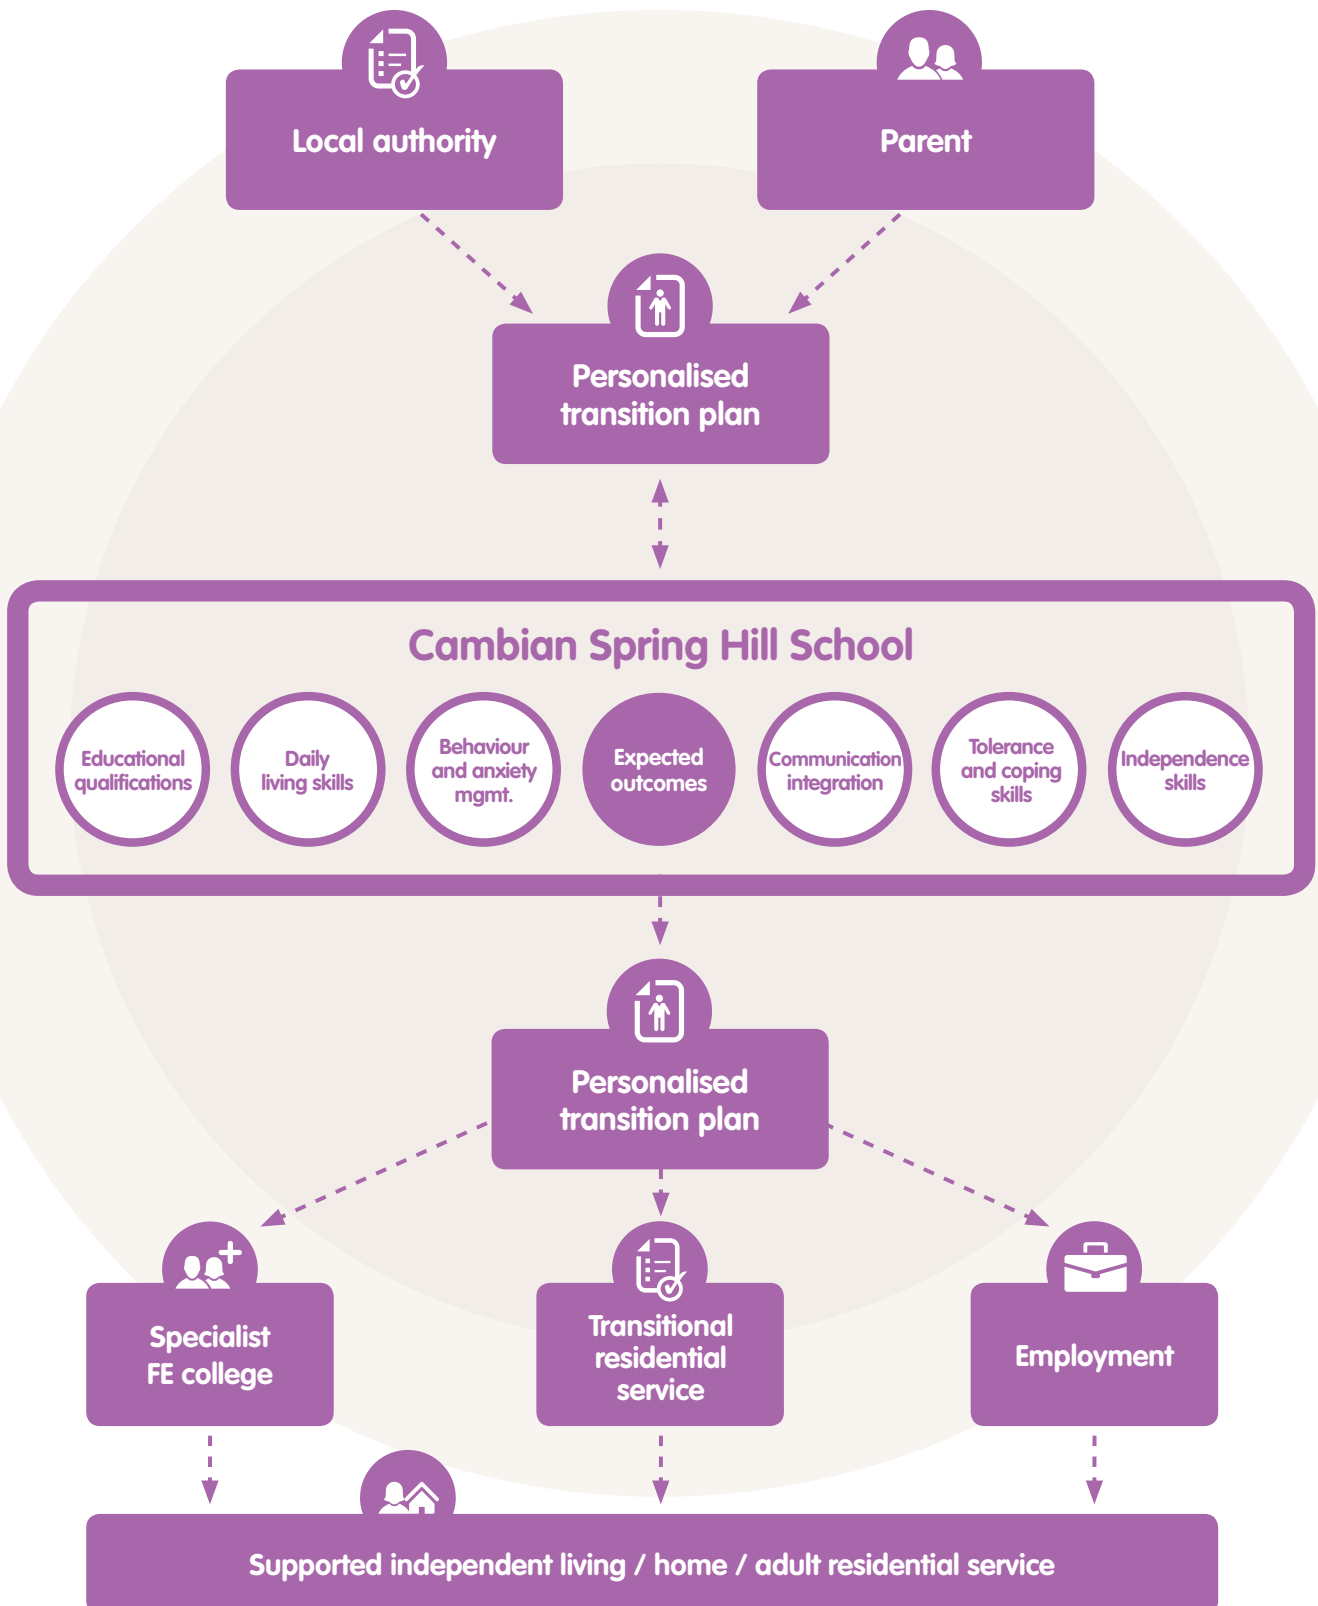 Local authority
Parent
Personalised
transition plan
Cambian Spring Hill School
Educational
qualifications
Daily
living skills
Behaviour
and anxiety
mgmt.
Expected
outcomes
Communication
integration
Tolerance
and coping
skills
Independence
skills
Personalised
transition plan
Specialist
FE college
Transitional
residential
service
Employment
Supported independent living / home / adult residential service